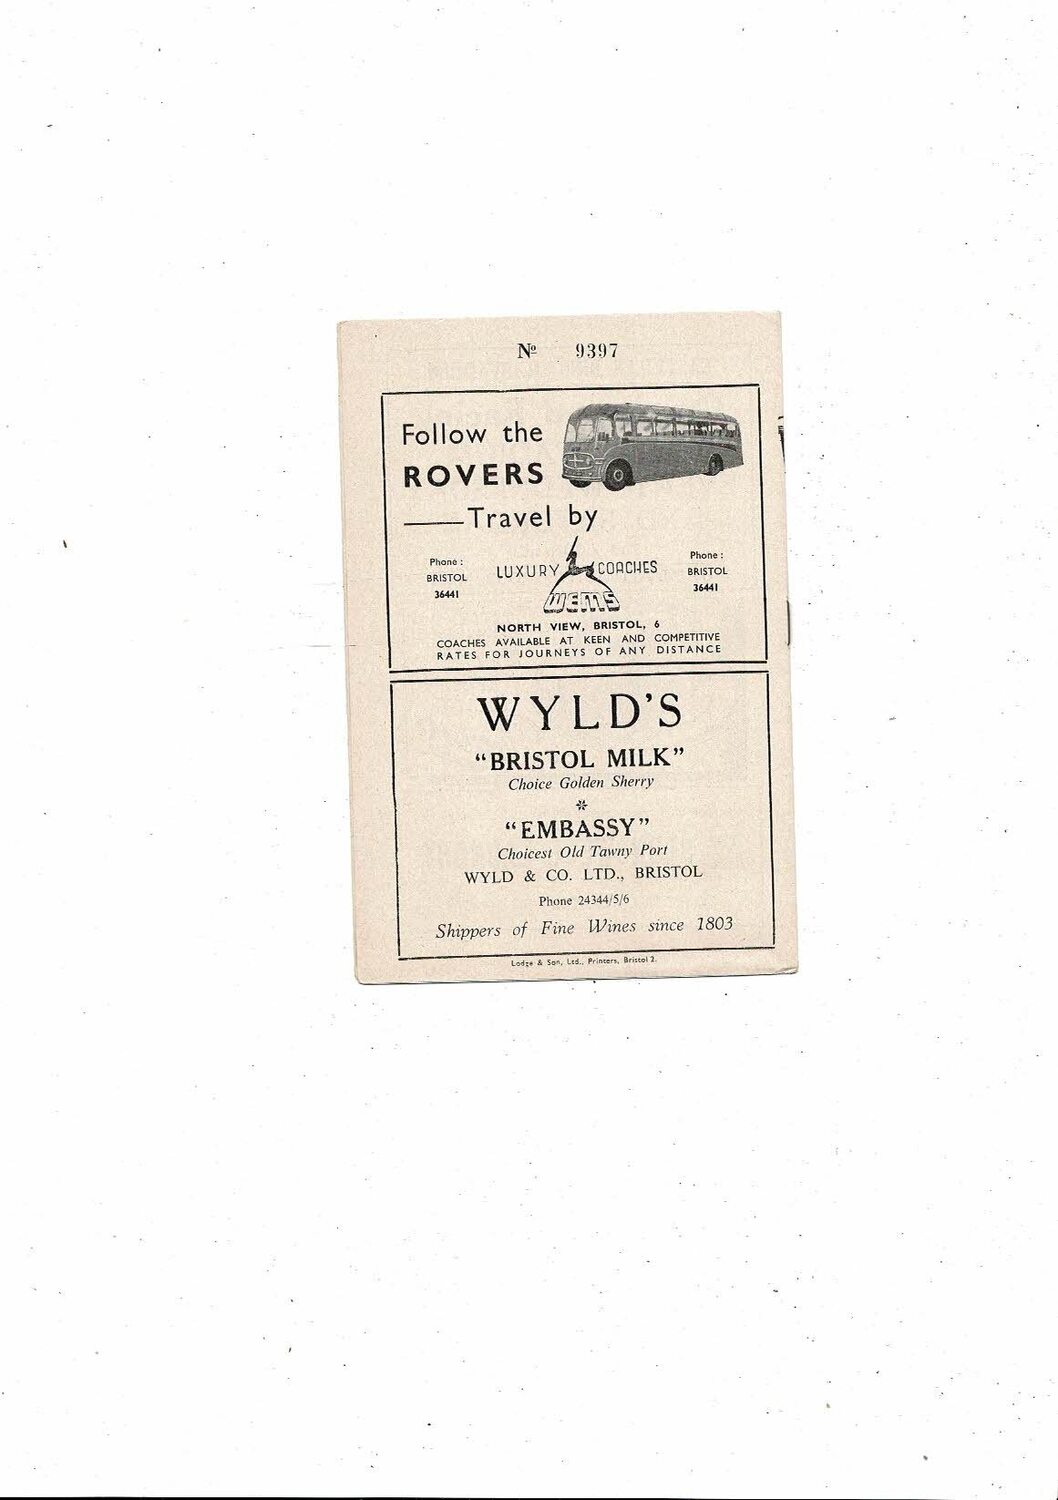 Nº 9397
Follow the
ROVERS
—Travel by
Phone :
BRISTOL
36441
LUXURY COACHES
WEMS
Phone :
BRISTOL
36441
NORTH VIEW, BRISTOL, 6
COACHES AVAILABLE AT KEEN AND COMPETITIVE
RATES FOR JOURNEYS OF ANY DISTANCE
WYLD'S
“BRISTOL MILK”
Choice Golden Sherry
“EMBASSY”
Choicest Old Tawny Port
WYLD & CO. LTD., BRISTOL
Phone 24344/5/6
Shippers of Fine Wines since 1803
Lodge & Son, Ltd., Printers, Bristol 2.